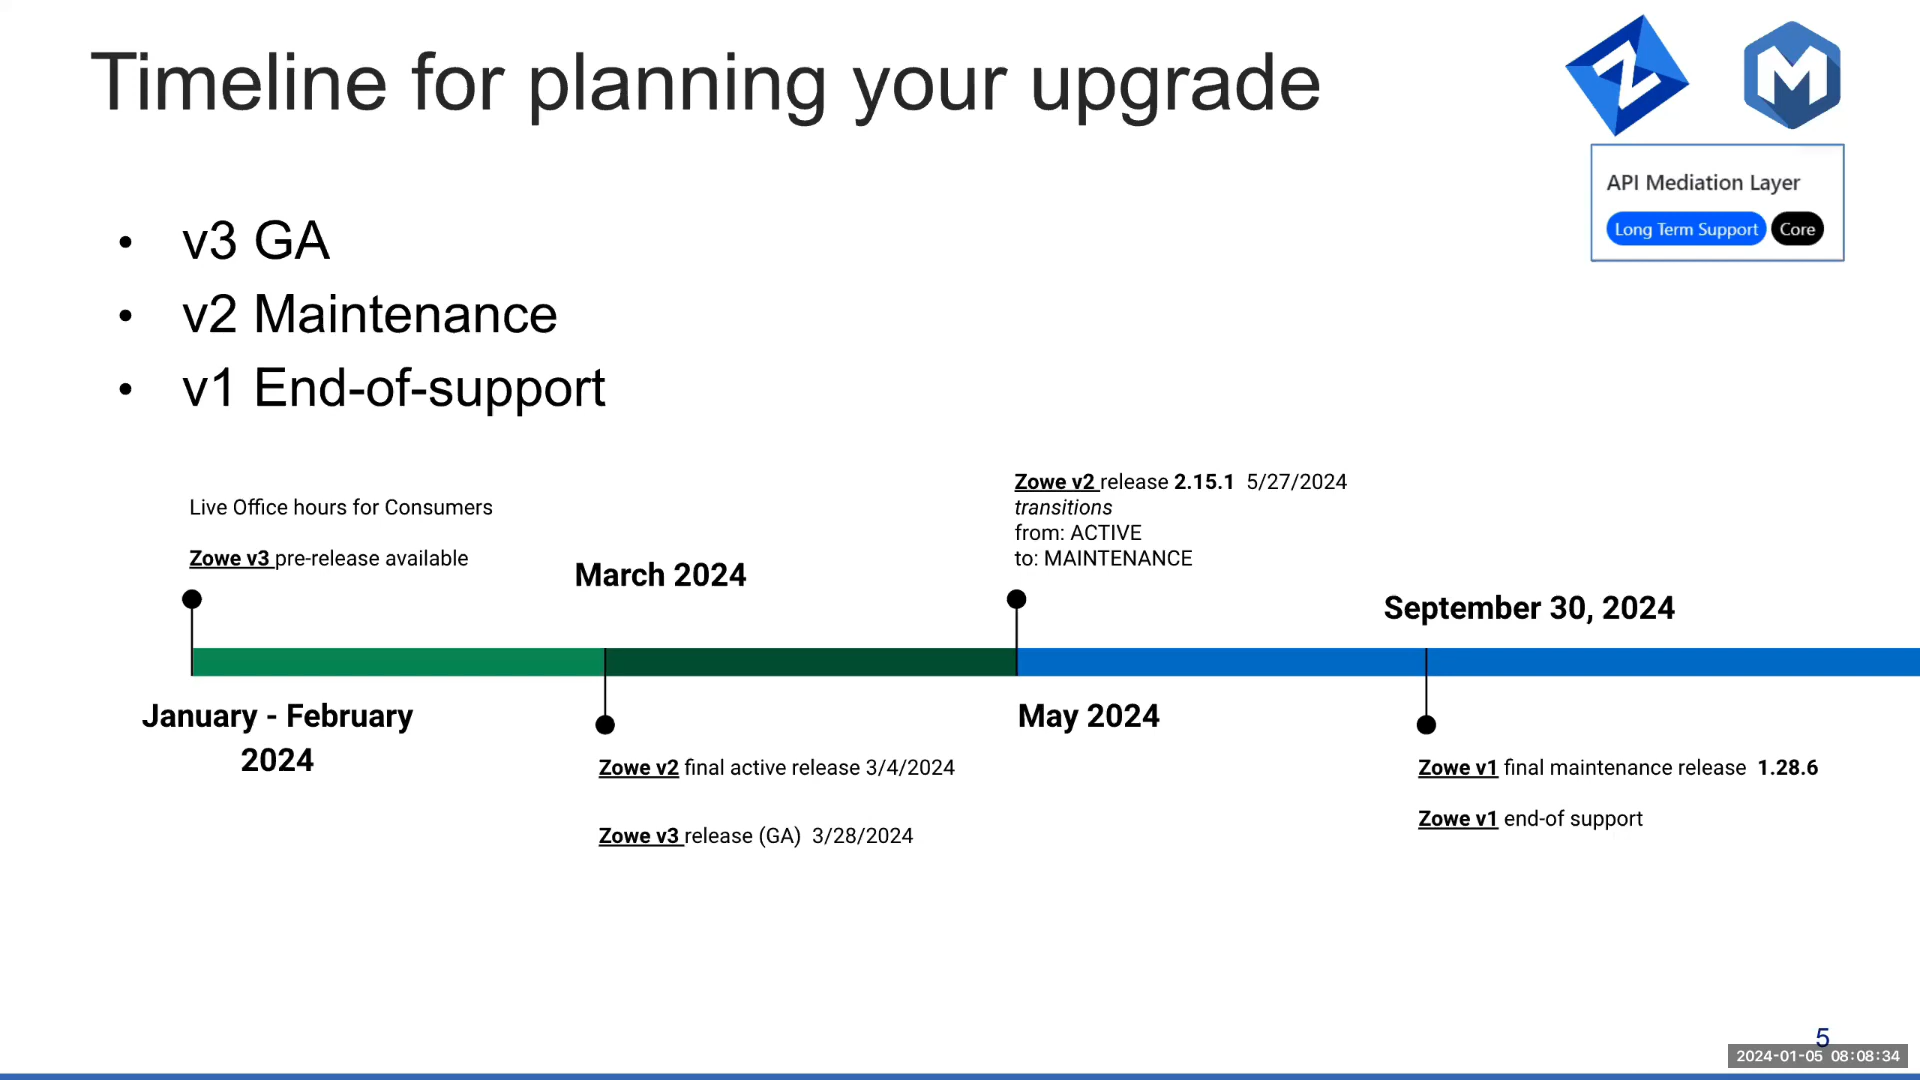 Timeline for planning your upgrade
Z
M
API Mediation Layer
Long Term Support Core
• v3 GA
• v2 Maintenance
• v1 End-of-support
Live Office hours for Consumers
Zowe v3 pre-release available
March 2024
Zowe v2 release 2.15.1 5/27/2024
transitions
from: ACTIVE
to: MAINTENANCE
September 30, 2024
January - February
2024
May 2024
Zowe v2 final active release 3/4/2024
Zowe v3 release (GA) 3/28/2024
Zowe v1 final maintenance release 1.28.6
Zowe v1 end-of support
5
2024-01-05 08:08:34